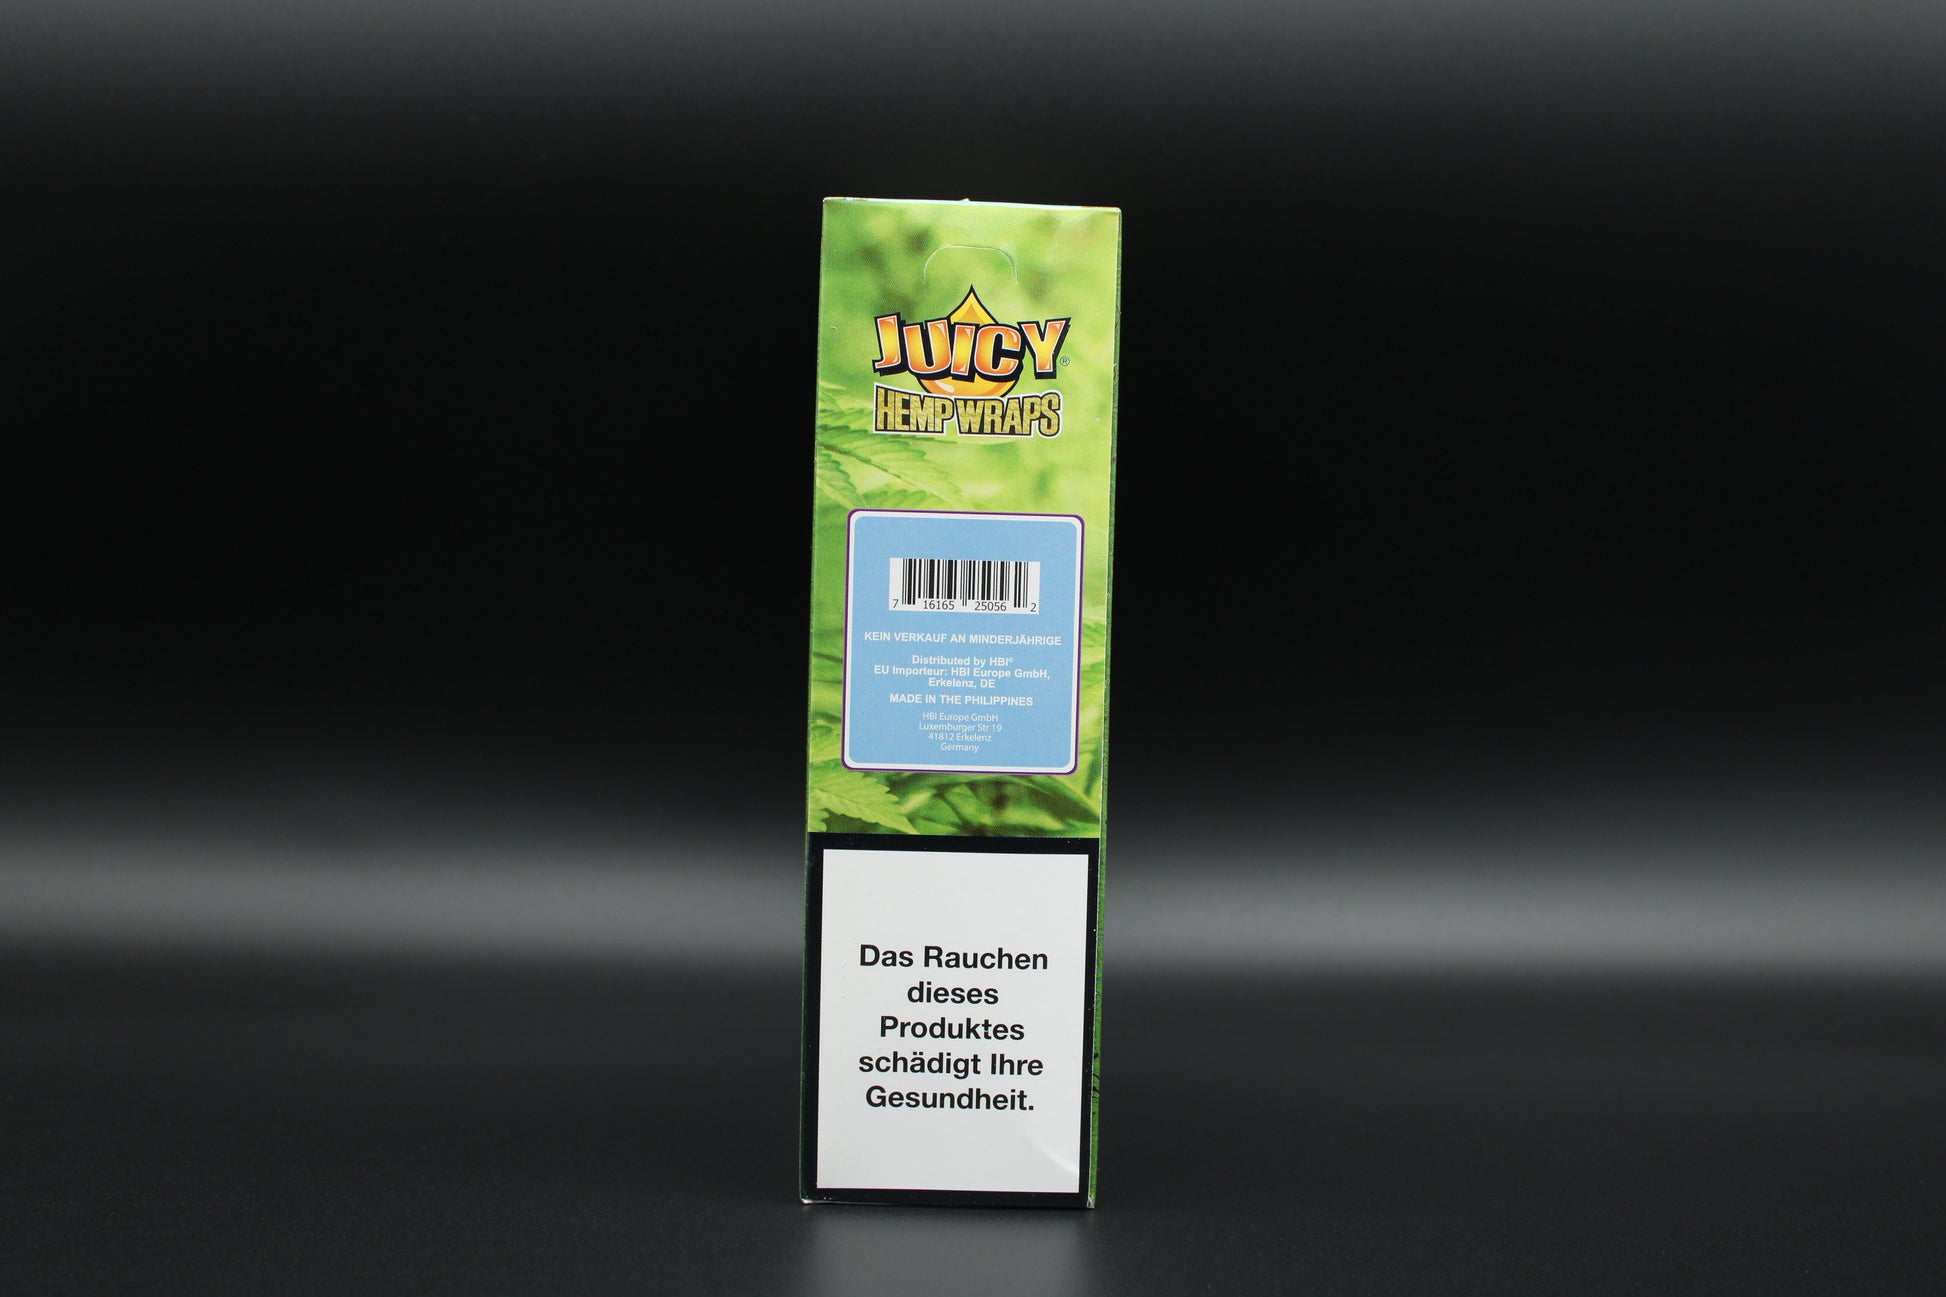 JUICY®
HEMP WRAPS
7 16165 25056 2
KEIN VERKAUF AN MINDERJÄHRIGE
Distributed by HBI®
EU Importeur: HBI Europe GmbH,
Erkelenz, DE
MADE IN THE PHILIPPINES
HBI Europe GmbH
Luxemburger Str 19
41812 Erkelenz
Germany
Das Rauchen
dieses
Produktes
schädigt Ihre
Gesundheit.